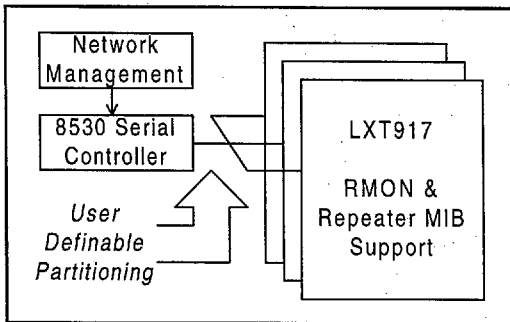 Network
Management
8530 Serial
Controller
User
Definable
Partitioning
LXT917
RMON &
Repeater MIB
Support